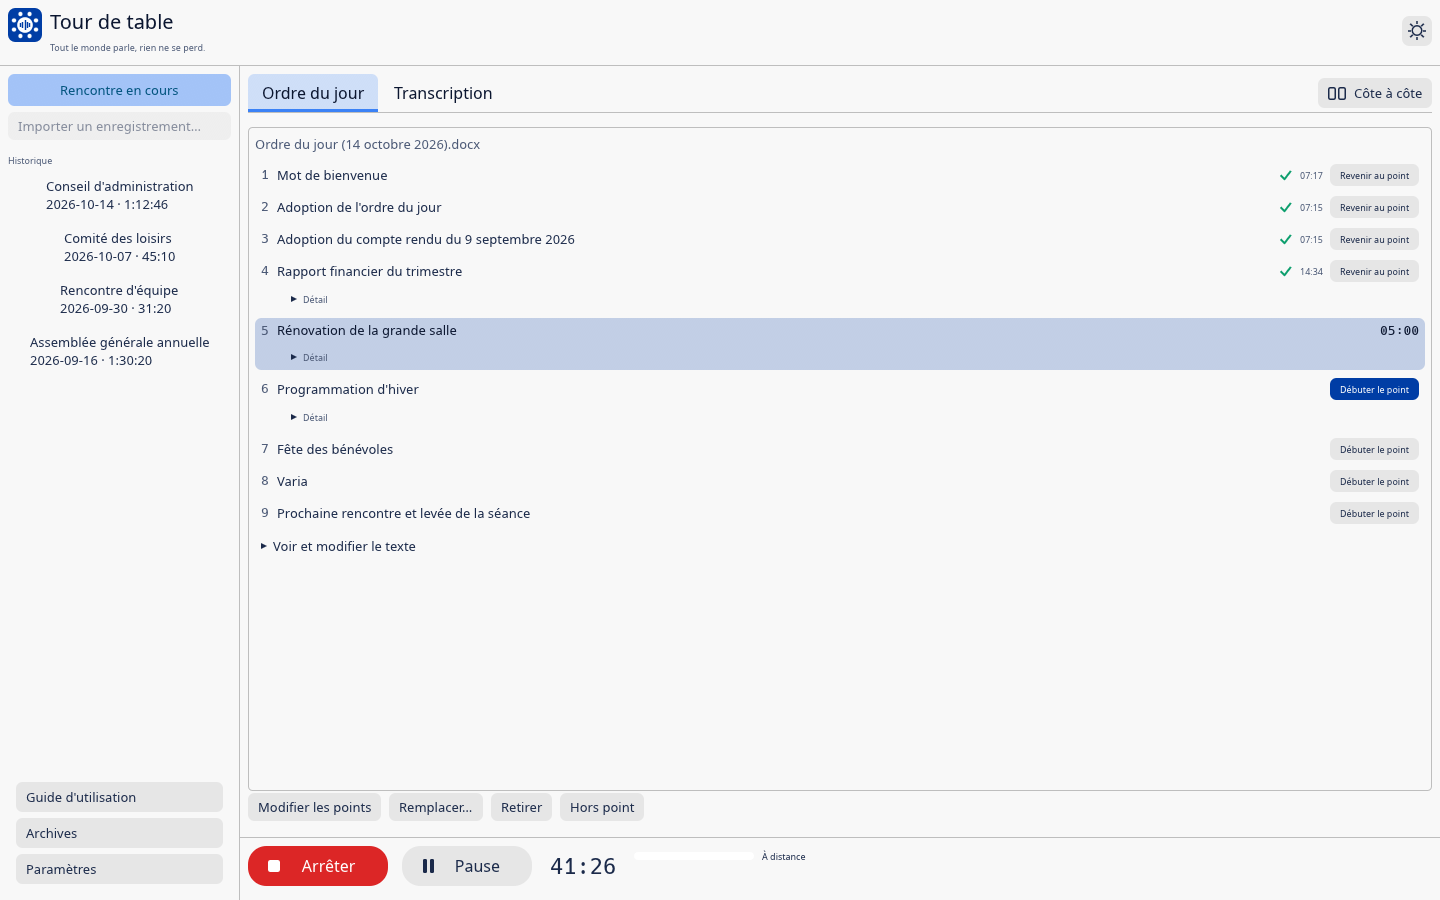 Tour de table
Tout le monde parle, rien ne se perd.
Rencontre en cours
Importer un enregistrement...
Historique
Conseil d'administration
2026-10-14 · 1:12:46
Comité des loisirs
2026-10-07 · 45:10
Rencontre d'équipe
2026-09-30 · 31:20
Assemblée générale annuelle
2026-09-16 · 1:30:20
Guide d'utilisation
Archives
Paramètres
Ordre du jour
Transcription
Côte à côte
Ordre du jour (14 octobre 2026).docx
1 Mot de bienvenue 07:17 Revenir au point
2 Adoption de l'ordre du jour 07:15 Revenir au point
3 Adoption du compte rendu du 9 septembre 2026 07:15 Revenir au point
4 Rapport financier du trimestre 14:34 Revenir au point
Détail
5 Rénovation de la grande salle 05:00
Détail
6 Programmation d'hiver Débuter le point
Détail
7 Fête des bénévoles Débuter le point
8 Varia Débuter le point
9 Prochaine rencontre et levée de la séance Débuter le point
Voir et modifier le texte
Modifier les points Remplacer... Retirer Hors point
Arrêter Pause 41:26 À distance